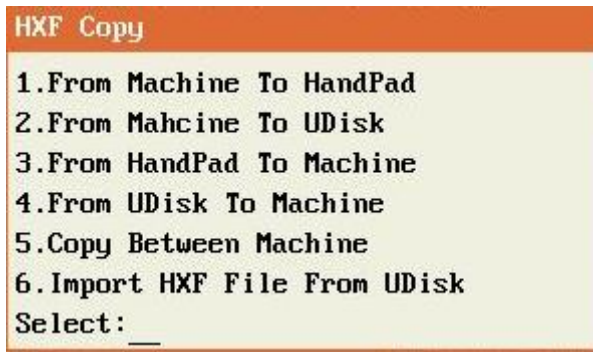 HXF Copy
1.From Machine To HandPad
2.From Mahcine To UDisk
3.From HandPad To Machine
4.From UDisk To Machine
5.Copy Between Machine
6.Import HXF File From UDisk
Select:__